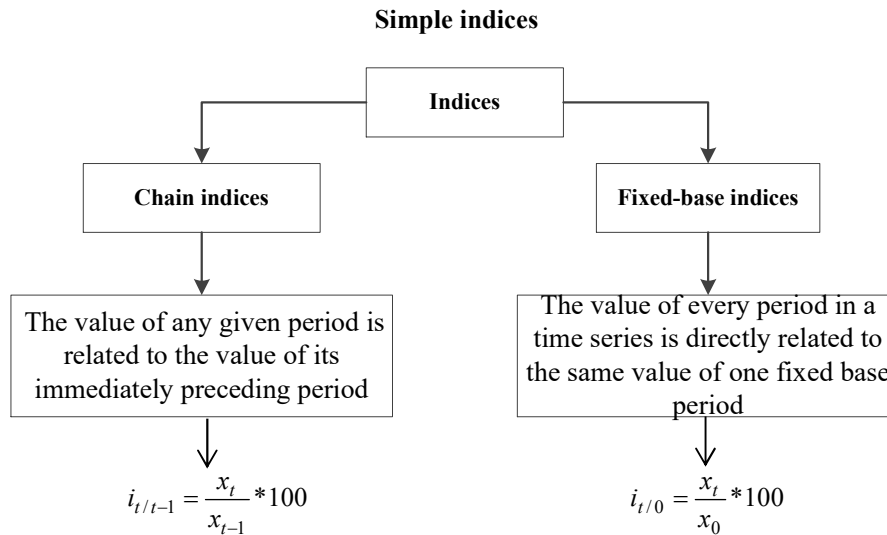 Simple indices
Indices
Chain indices
Fixed-base indices
The value of any given period is
related to the value of its
immediately preceding period
The value of every period in a
time series is directly related to
the same value of one fixed base
period
i_{t/t-1} = \frac{x_t}{x_{t-1}} *100
i_{t/0} = \frac{x_t}{x_0} *100